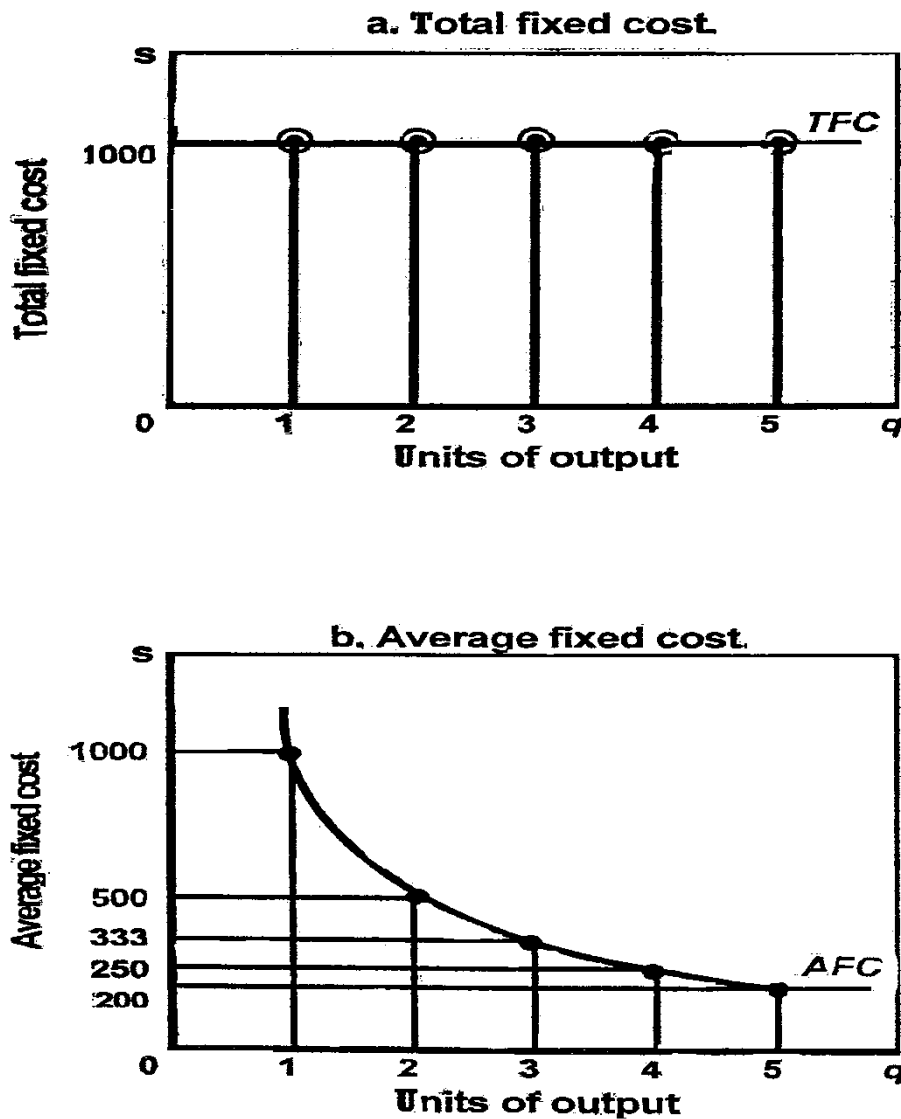 a. Total fixed cost.
s
TFC
1000
Total fixed cost
0 1 2 3 4 5 q
Units of output
b. Average fixed cost.
s
1000
Average fixed cost
500
333
250
AFC
200
0 1 2 3 4 5 q
Units of output